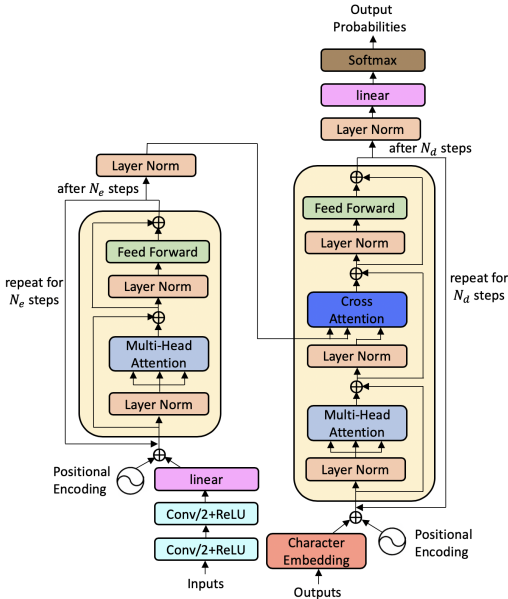 Output
Probabilities
Softmax
linear
Layer Norm
after N_d steps
Feed Forward
Layer Norm
Cross
Attention
Layer Norm
Multi-Head
Attention
Layer Norm
repeat for
N_d steps
Positional
Encoding
Character
Embedding
Outputs
Layer Norm
after N_e steps
Feed Forward
Layer Norm
Multi-Head
Attention
Layer Norm
repeat for
N_e steps
Positional
Encoding
linear
Conv/2+ReLU
Conv/2+ReLU
Inputs